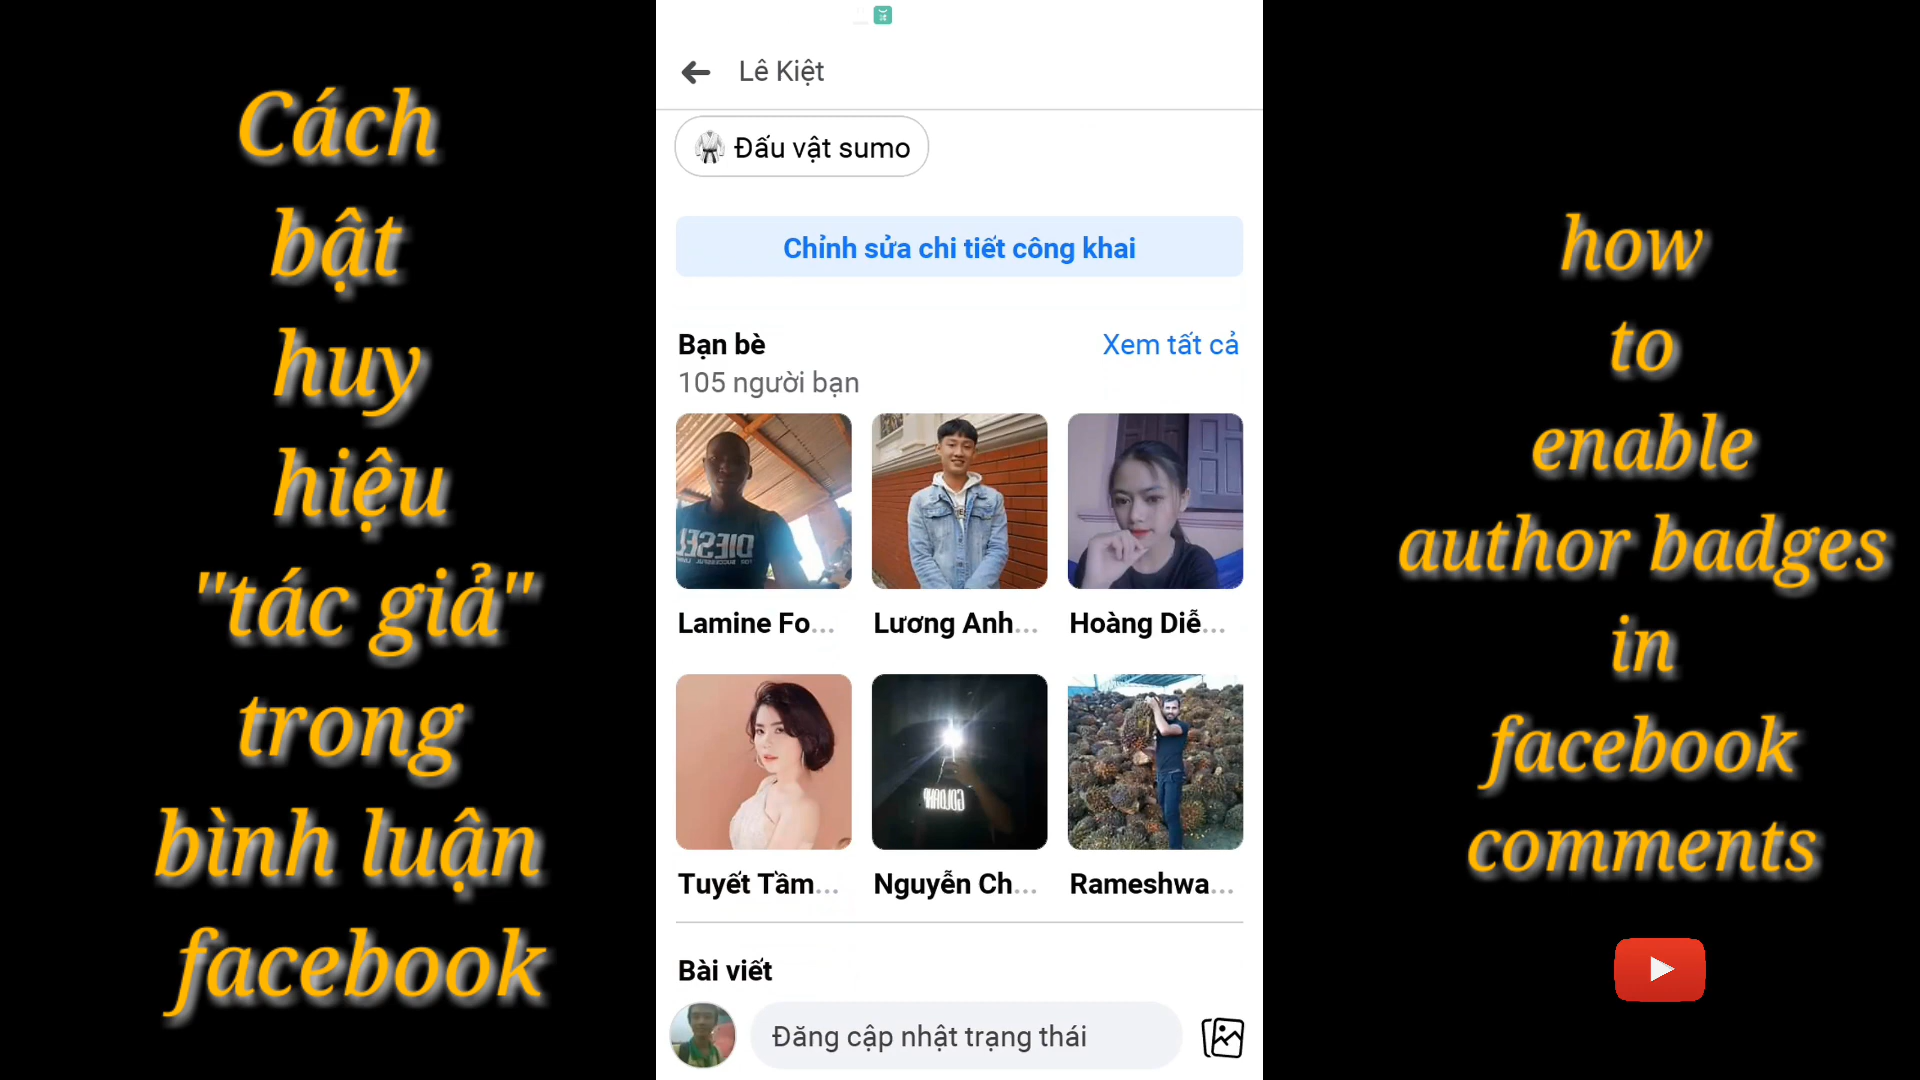 Cách
bật
huy
hiệu
"tác giả"
trong
bình luận
facebook
Lê Kiệt
Đấu vật sumo
Chỉnh sửa chi tiết công khai
Bạn bè
Xem tất cả
105 người bạn
DIESEL
Lamine Fo...
Lương Anh...
Hoàng Diễ...
Tuyết Tầm...
Nguyễn Ch...
Rameshwa...
Bài viết
Đăng cập nhật trạng thái
how
to
enable
author badges
in
facebook
comments